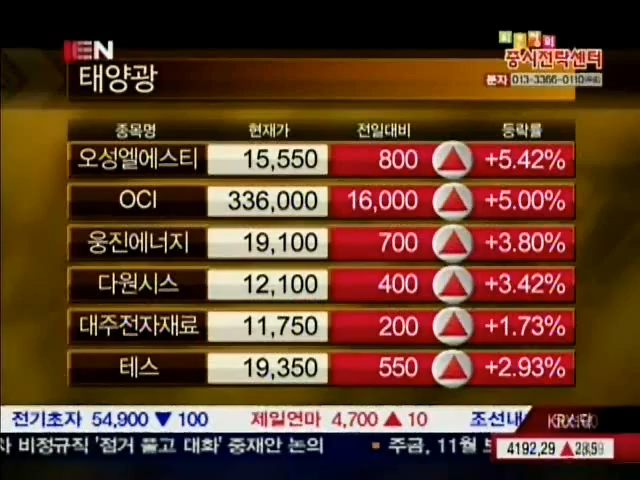 EN
증시전략센터
태양광
문자 013-3366-0110
종목명 현재가 전일대비 등락률
오성엘에스티 15,550 800 ▲ +5.42%
OCI 336,000 16,000 ▲ +5.00%
웅진에너지 19,100 700 ▲ +3.80%
다원시스 12,100 400 ▲ +3.42%
대주전자재료 11,750 200 ▲ +1.73%
테스 19,350 550 ▲ +2.93%
전기초자 54,900 ▼ 100 제일연마 4,700 ▲ 10 조선내
차 비정규직 '점거 풀고 대화' 중재안 논의 ▪ 주금, 11월
4192,29